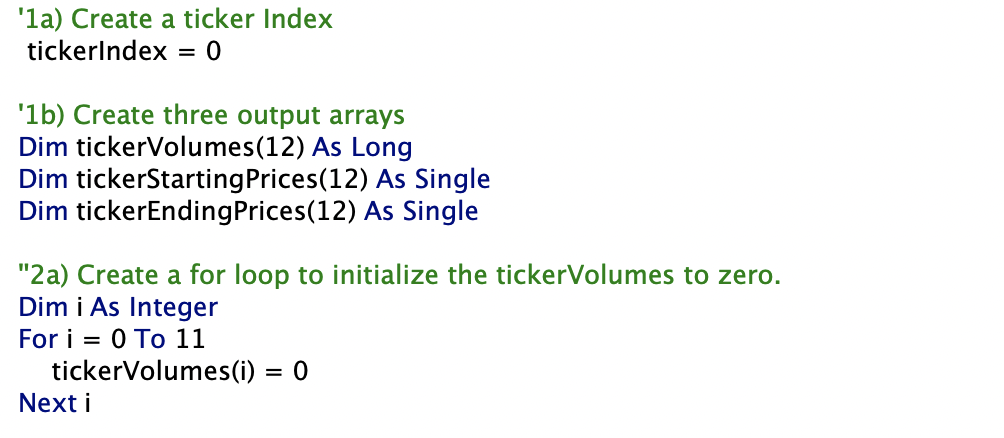 '1a) Create a ticker Index
tickerIndex = 0
'1b) Create three output arrays
Dim tickerVolumes(12) As Long
Dim tickerStartingPrices(12) As Single
Dim tickerEndingPrices(12) As Single
''2a) Create a for loop to initialize the tickerVolumes to zero.
Dim i As Integer
For i = 0 To 11
tickerVolumes(i) = 0
Next i